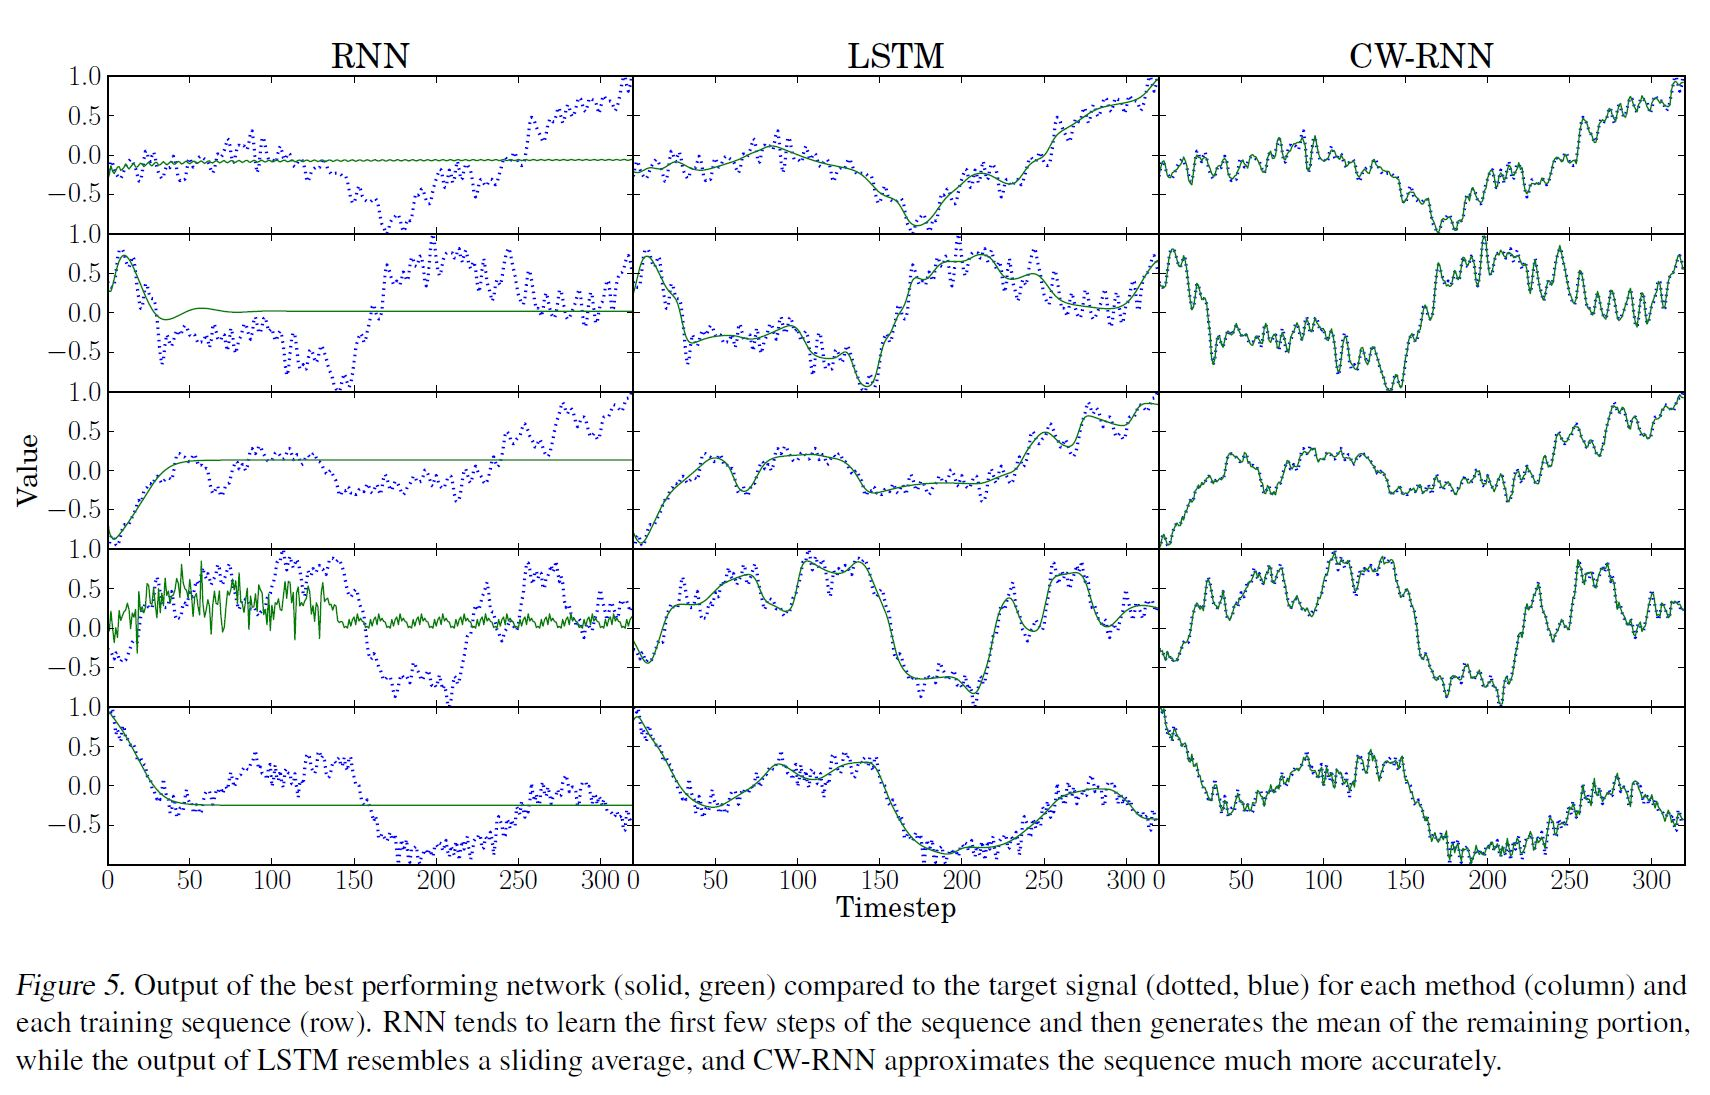 RNN LSTM CW-RNN
1.0
0.5
0.0
−0.5
1.0
0.5
0.0
−0.5
1.0
0.5
0.0
−0.5
1.0
0.5
0.0
−0.5
1.0
0.5
0.0
−0.5
Value
0 50 100 150 200 250 300 0 50 100 150 200 250 300 0 50 100 150 200 250 300
Timestep
Figure 5. Output of the best performing network (solid, green) compared to the target signal (dotted, blue) for each method (column) and
each training sequence (row). RNN tends to learn the first few steps of the sequence and then generates the mean of the remaining portion,
while the output of LSTM resembles a sliding average, and CW-RNN approximates the sequence much more accurately.